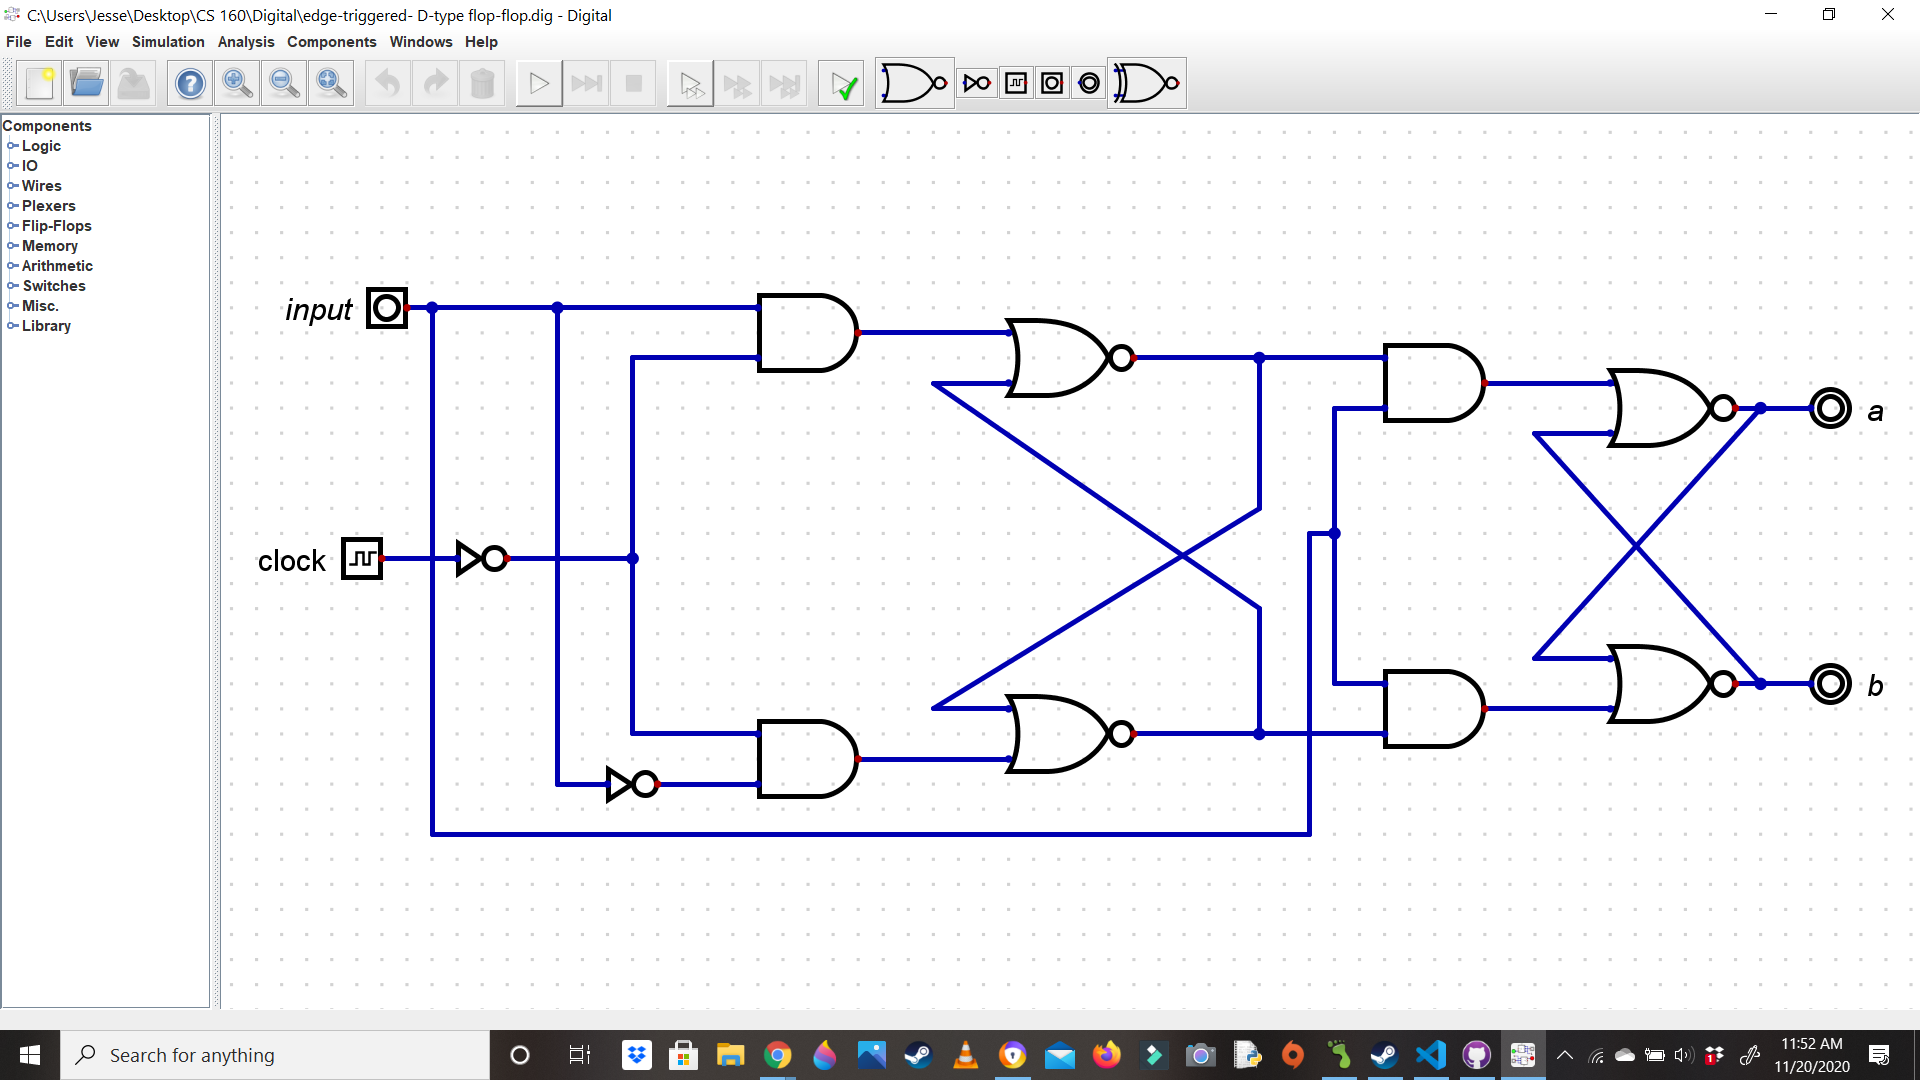 C:\Users\Jesse\Desktop\CS 160\Digital\edge-triggered- D-type flop-flop.dig - Digital
File Edit View Simulation Analysis Components Windows Help
Components
Logic
IO
Wires
Plexers
Flip-Flops
Memory
Arithmetic
Switches
Misc.
Library
input
clock
a
b
Search for anything
1
11:52 AM
11/20/2020